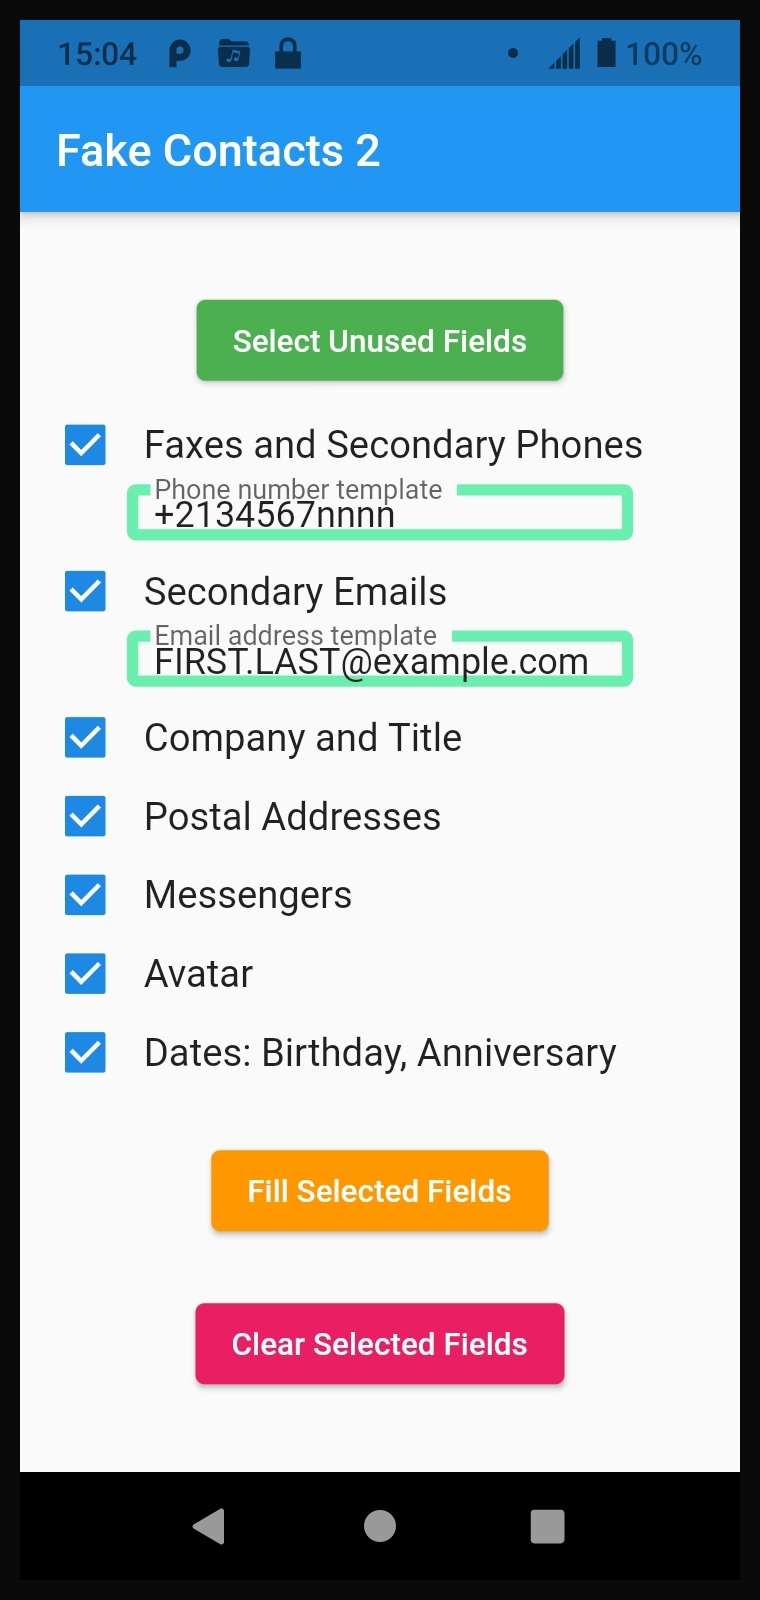 15:04
100%
Fake Contacts 2
Select Unused Fields
Faxes and Secondary Phones
Phone number template
+2134567nnnn
Secondary Emails
Email address template
FIRST.LAST@example.com
Company and Title
Postal Addresses
Messengers
Avatar
Dates: Birthday, Anniversary
Fill Selected Fields
Clear Selected Fields